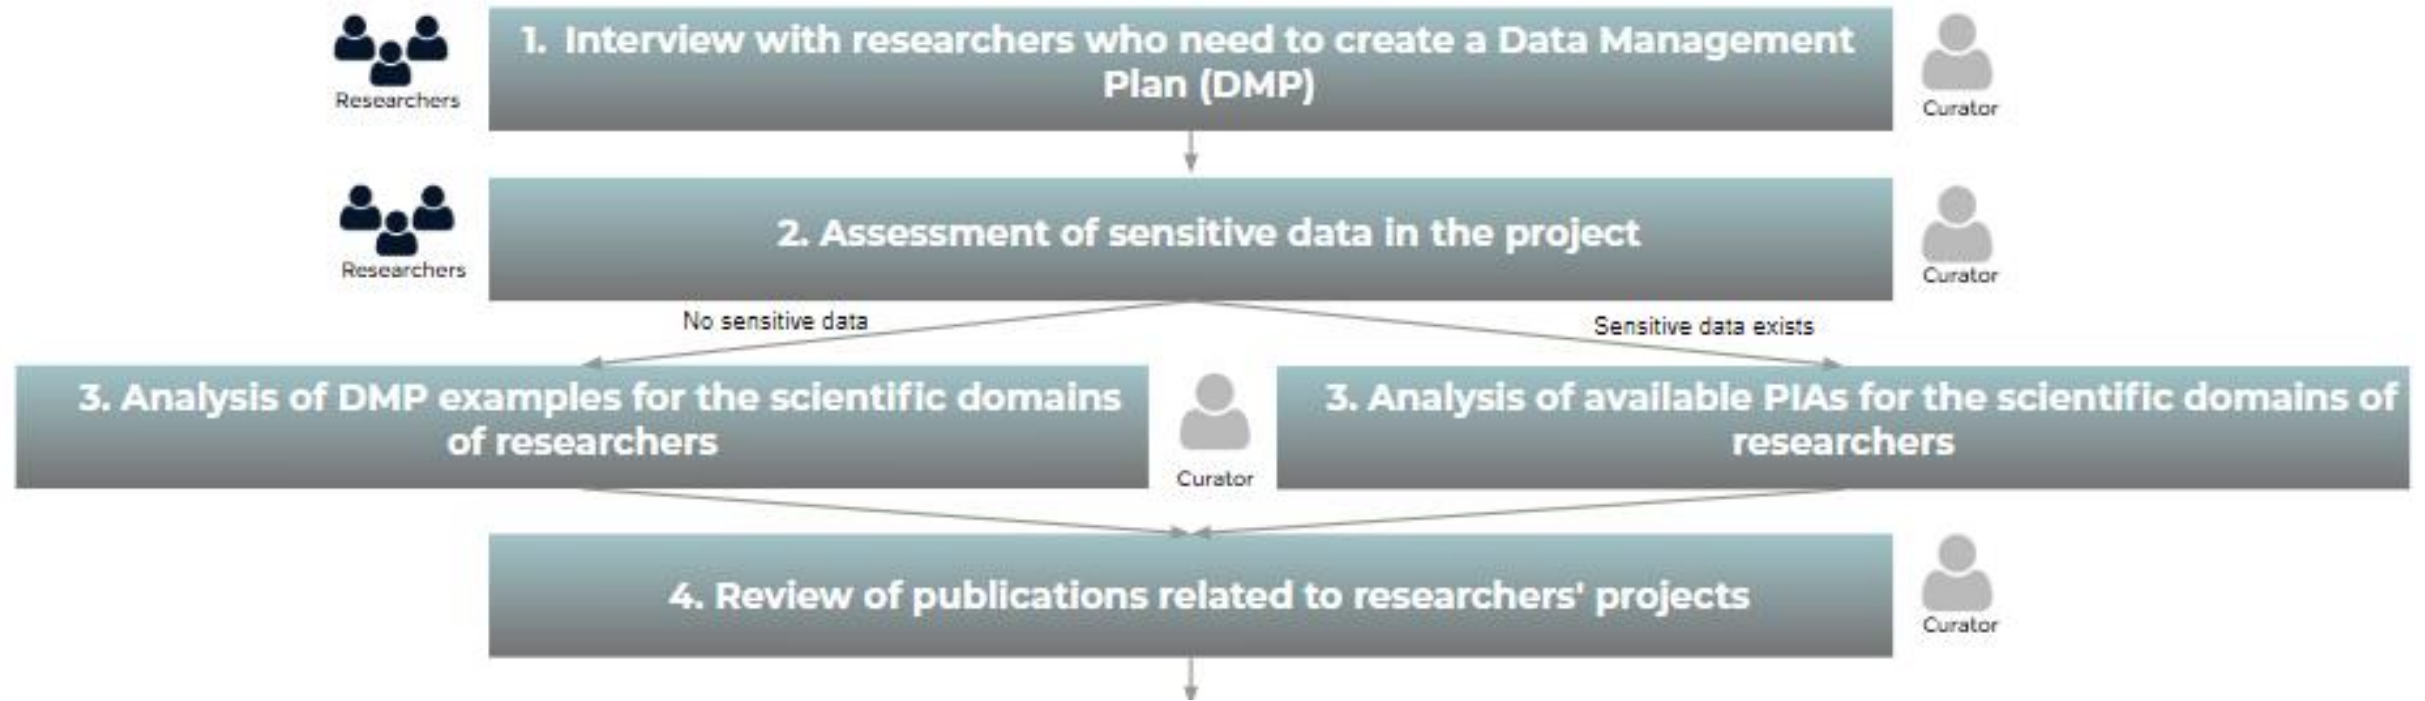 1. Interview with researchers who need to create a Data Management
Plan (DMP)
Researchers
Curator
2. Assessment of sensitive data in the project
Researchers
Curator
No sensitive data
Sensitive data exists
3. Analysis of DMP examples for the scientific domains
of researchers
Curator
3. Analysis of available PIAs for the scientific domains of
researchers
4. Review of publications related to researchers' projects
Curator